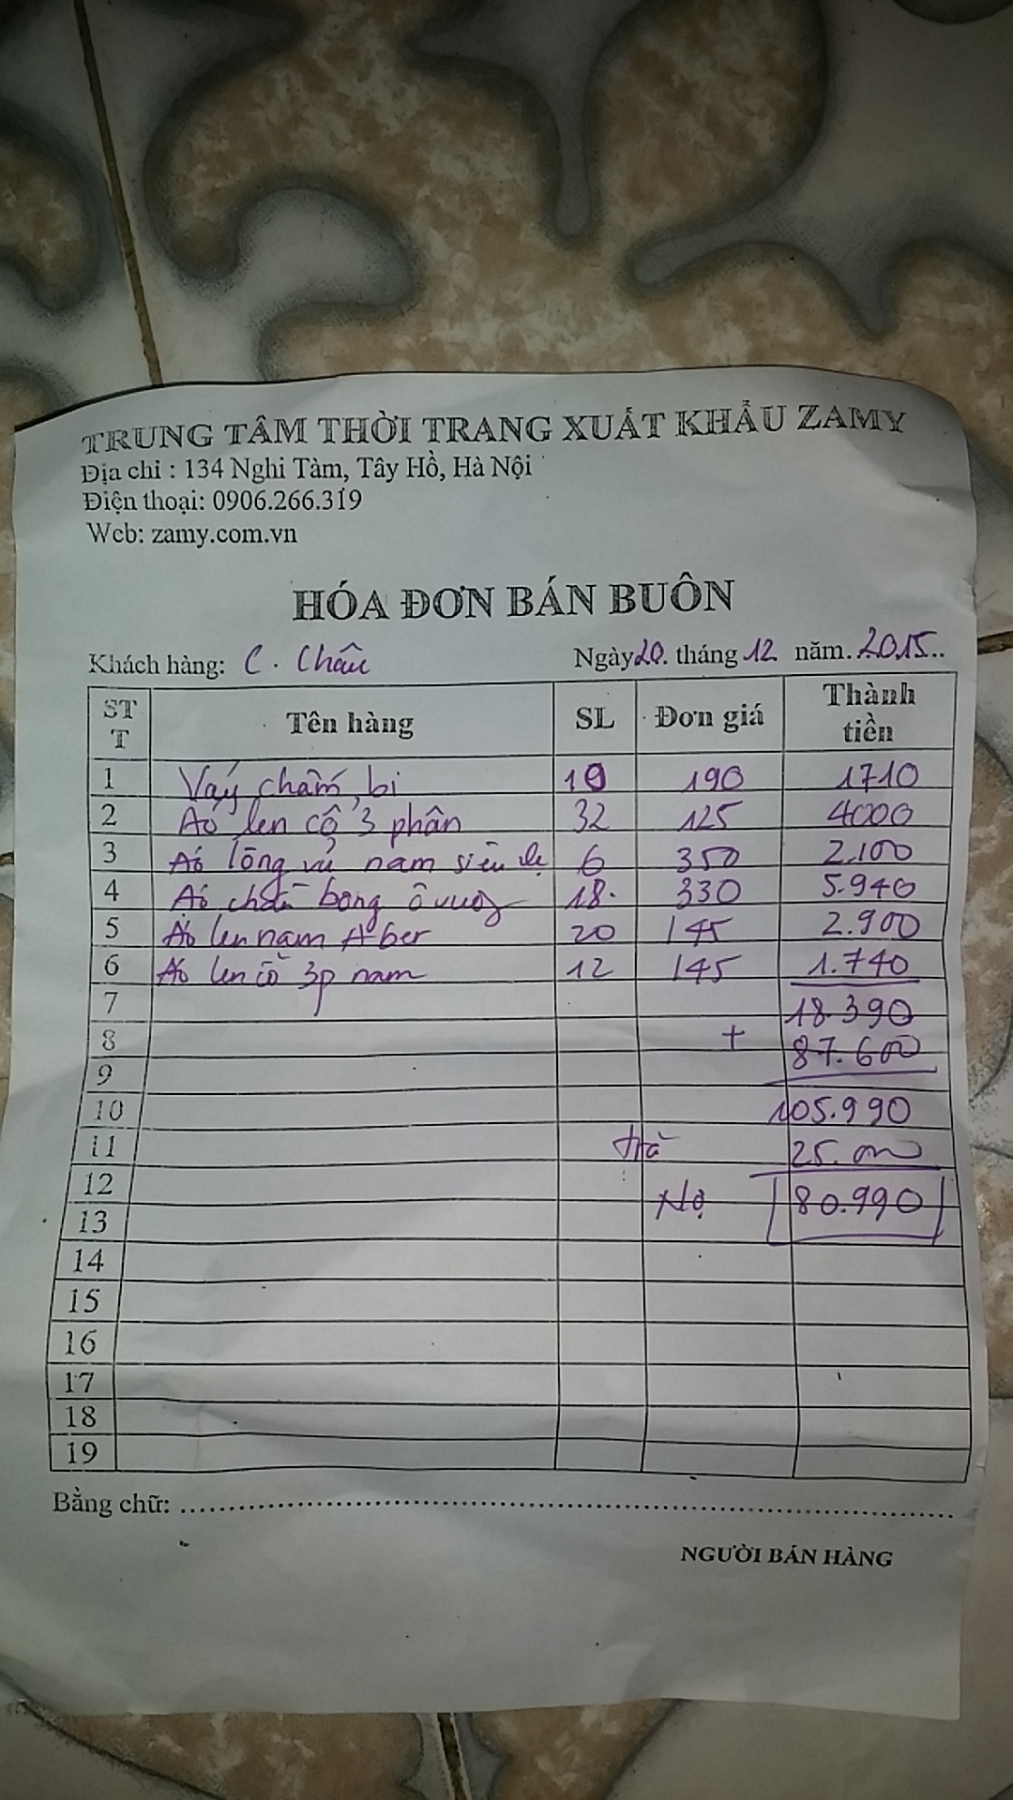 TRUNG TÂM THỜI TRANG XUẤT KHẨU ZAMY
Địa chỉ : 134 Nghi Tàm, Tây Hồ, Hà Nội
Điện thoại: 0906.266.319
Web: zamy.com.vn
HÓA ĐƠN BÁN BUÔN
Khách hàng: C. Châu Ngày 20. tháng 12 năm. 2015..
STT Tên hàng SL Đơn giá Thành tiền
1 Váy chấm bi 190 1710
2 Áo len cổ 3 phân 32 125 4000
3 Áo lông vũ nam siêu 6 350 2.100
4 Áo chần bông ô vuông 18. 330 5.940
5 Áo len nam Aber 20 145 2.900
6 Áo len cổ 3p nam 12 145 1.740
7 18.390
8 + 87.600
9
10 105.990
11 trả 25.000
12 Nợ 80.990
13
14
15
16
17
18
19
Bằng chữ: ................................................
NGƯỜI BÁN HÀNG